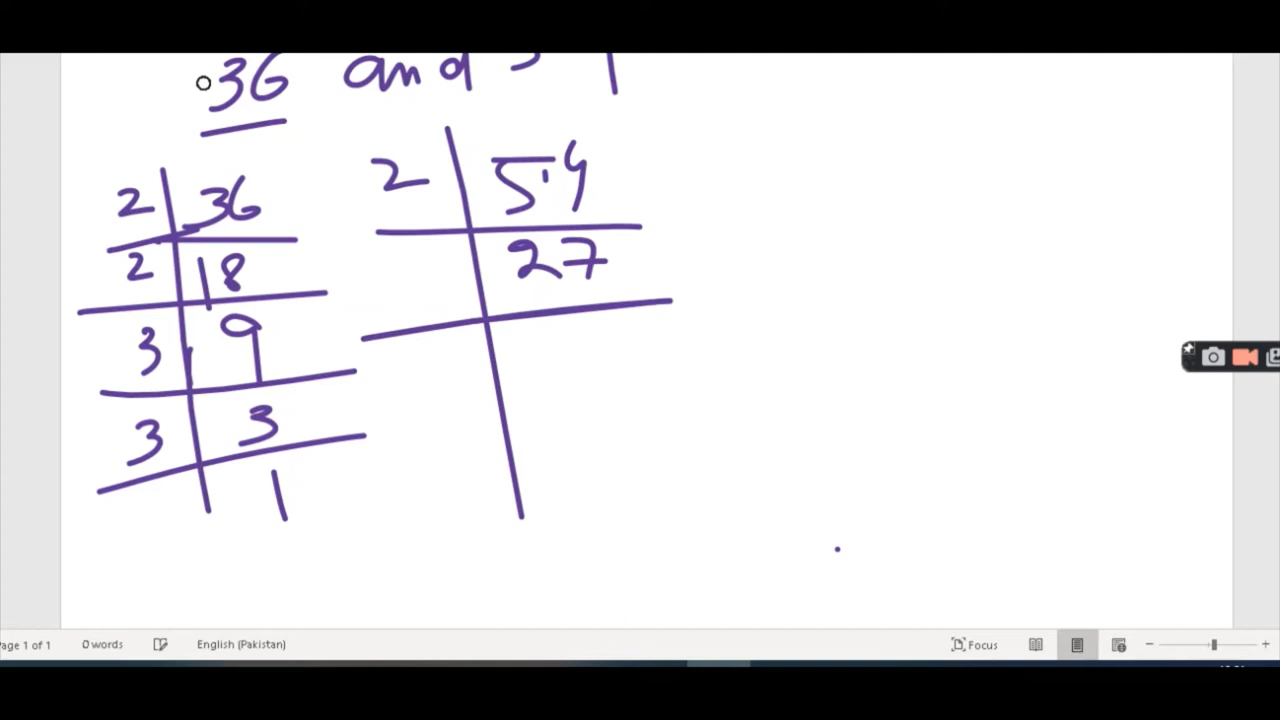 36 and 54
2 36 2 54
2 18 27
3 9
3 3
1
Page 1 of 1 0 words English (Pakistan) Focus